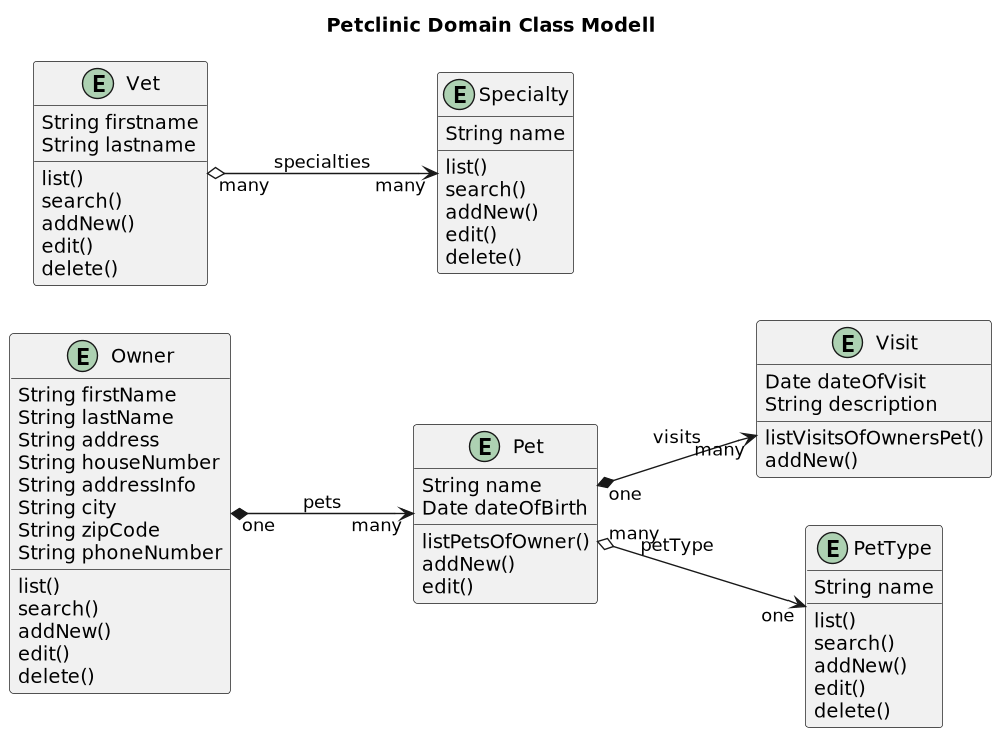 Petclinic Domain Class Modell
E Vet
String firstname
String lastname
list()
search()
addNew()
edit()
delete()
specialties
many
many
E Specialty
String name
list()
search()
addNew()
edit()
delete()
E Owner
String firstName
String lastName
String address
String houseNumber
String addressInfo
String city
String zipCode
String phoneNumber
list()
search()
addNew()
edit()
delete()
pets
one
many
E Pet
String name
Date dateOfBirth
listPetsOfOwner()
addNew()
edit()
visits
many
one
many
petType
one
E Visit
Date dateOfVisit
String description
listVisitsOfOwnersPet()
addNew()
E PetType
String name
list()
search()
addNew()
edit()
delete()